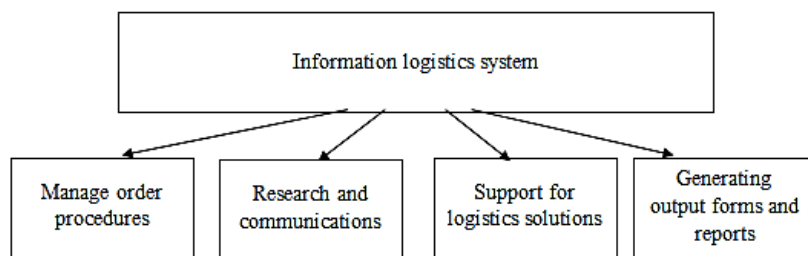 Information logistics system
Manage order
procedures
Research and
communications
Support for
logistics solutions
Generating
output forms and
reports